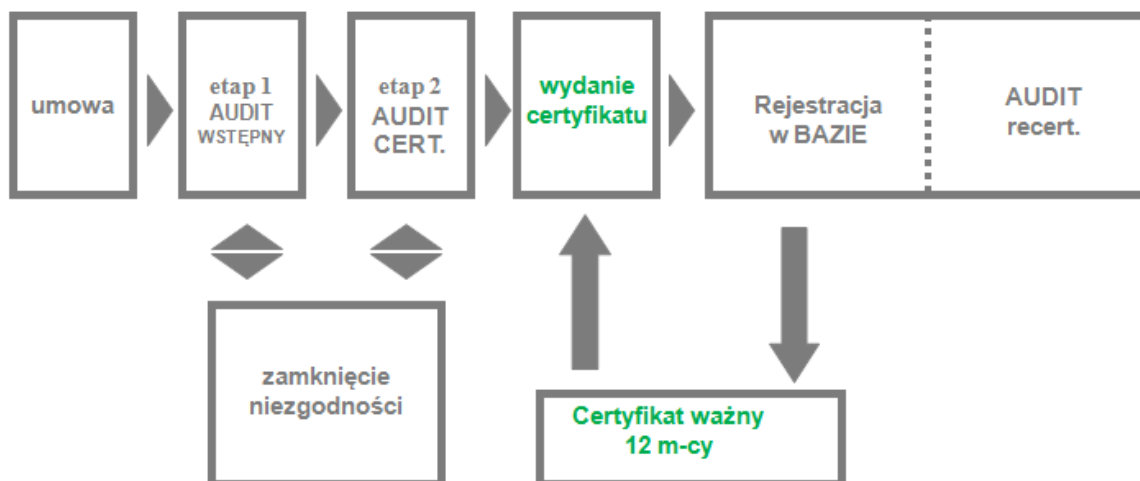 umowa
etap 1
AUDIT
WSTĘPNY
etap 2
AUDIT
CERT.
wydanie
certyfikatu
Rejestracja
w BAZIE
AUDIT
recert.
zamknięcie
niezgodności
Certyfikat ważny
12 m-cy